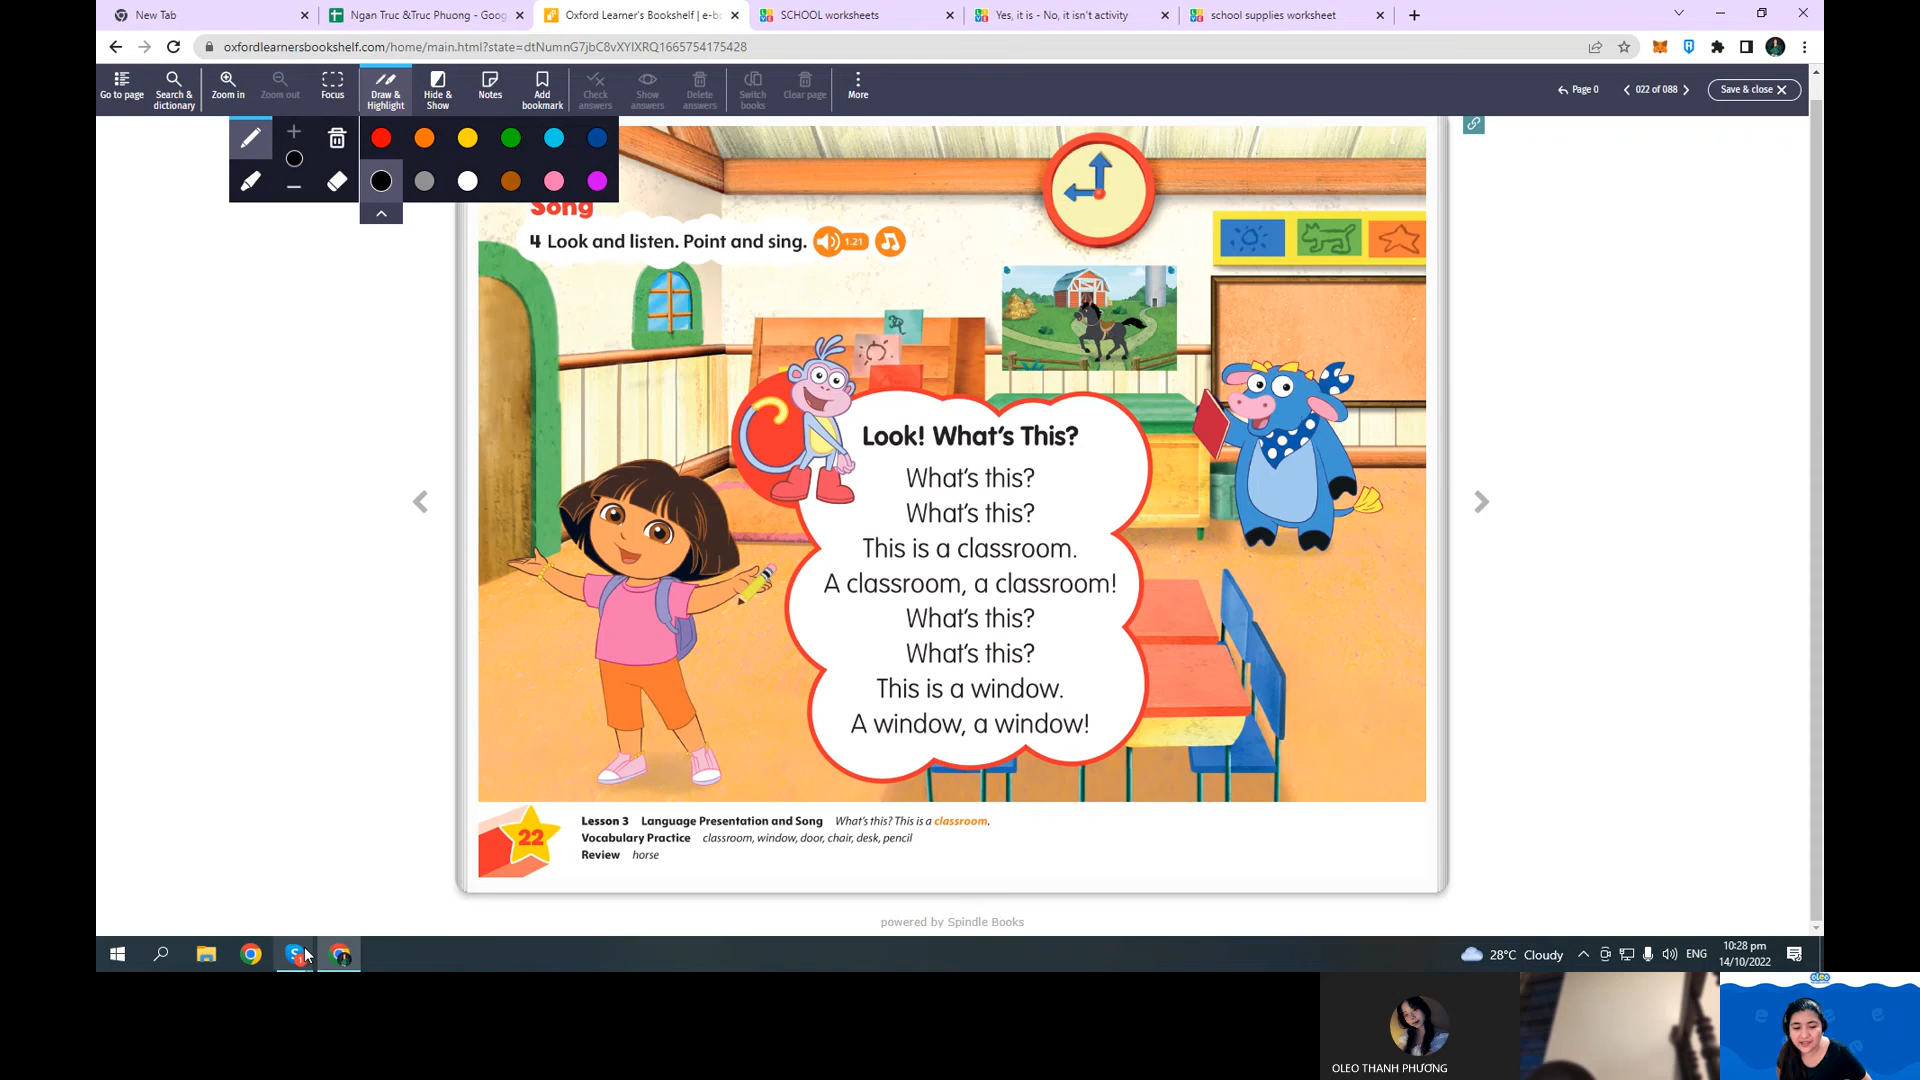 New Tab
Ngan Truc &Truc Phuong - Goog
Oxford Learner's Bookshelf | e-bo
SCHOOL worksheets
Yes, it is - No, it isn't activity
school supplies worksheet
oxfordlearnersbookshelf.com/home/main.html?state=dtNumnG7jbC8vXYIXRQ1665754175428
Go to page
Search & dictionary
Zoom in
Zoom out
Focus
Draw & Highlight
Hide & Show
Notes
Add bookmark
Check answers
Show answers
Delete answers
Switch books
Clear page
More
Page 0
022 of 088
Save & close
Song
4 Look and listen. Point and sing. 1.21
Look! What's This?
What's this?
What's this?
This is a classroom.
A classroom, a classroom!
What's this?
What's this?
This is a window.
A window, a window!
22
Lesson 3 Language Presentation and Song What's this? This is a classroom.
Vocabulary Practice classroom, window, door, chair, desk, pencil
Review horse
powered by Spindle Books
28°C Cloudy
ENG
10:28 pm
14/10/2022
oleo
OLEO THANH PHƯƠNG